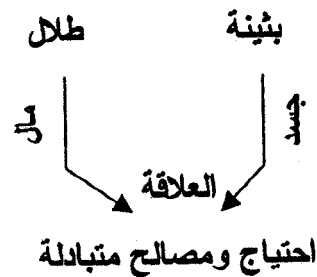 بثينة
طلال
جسد
مال
العلاقة
احتياج ومصالح متبادلة